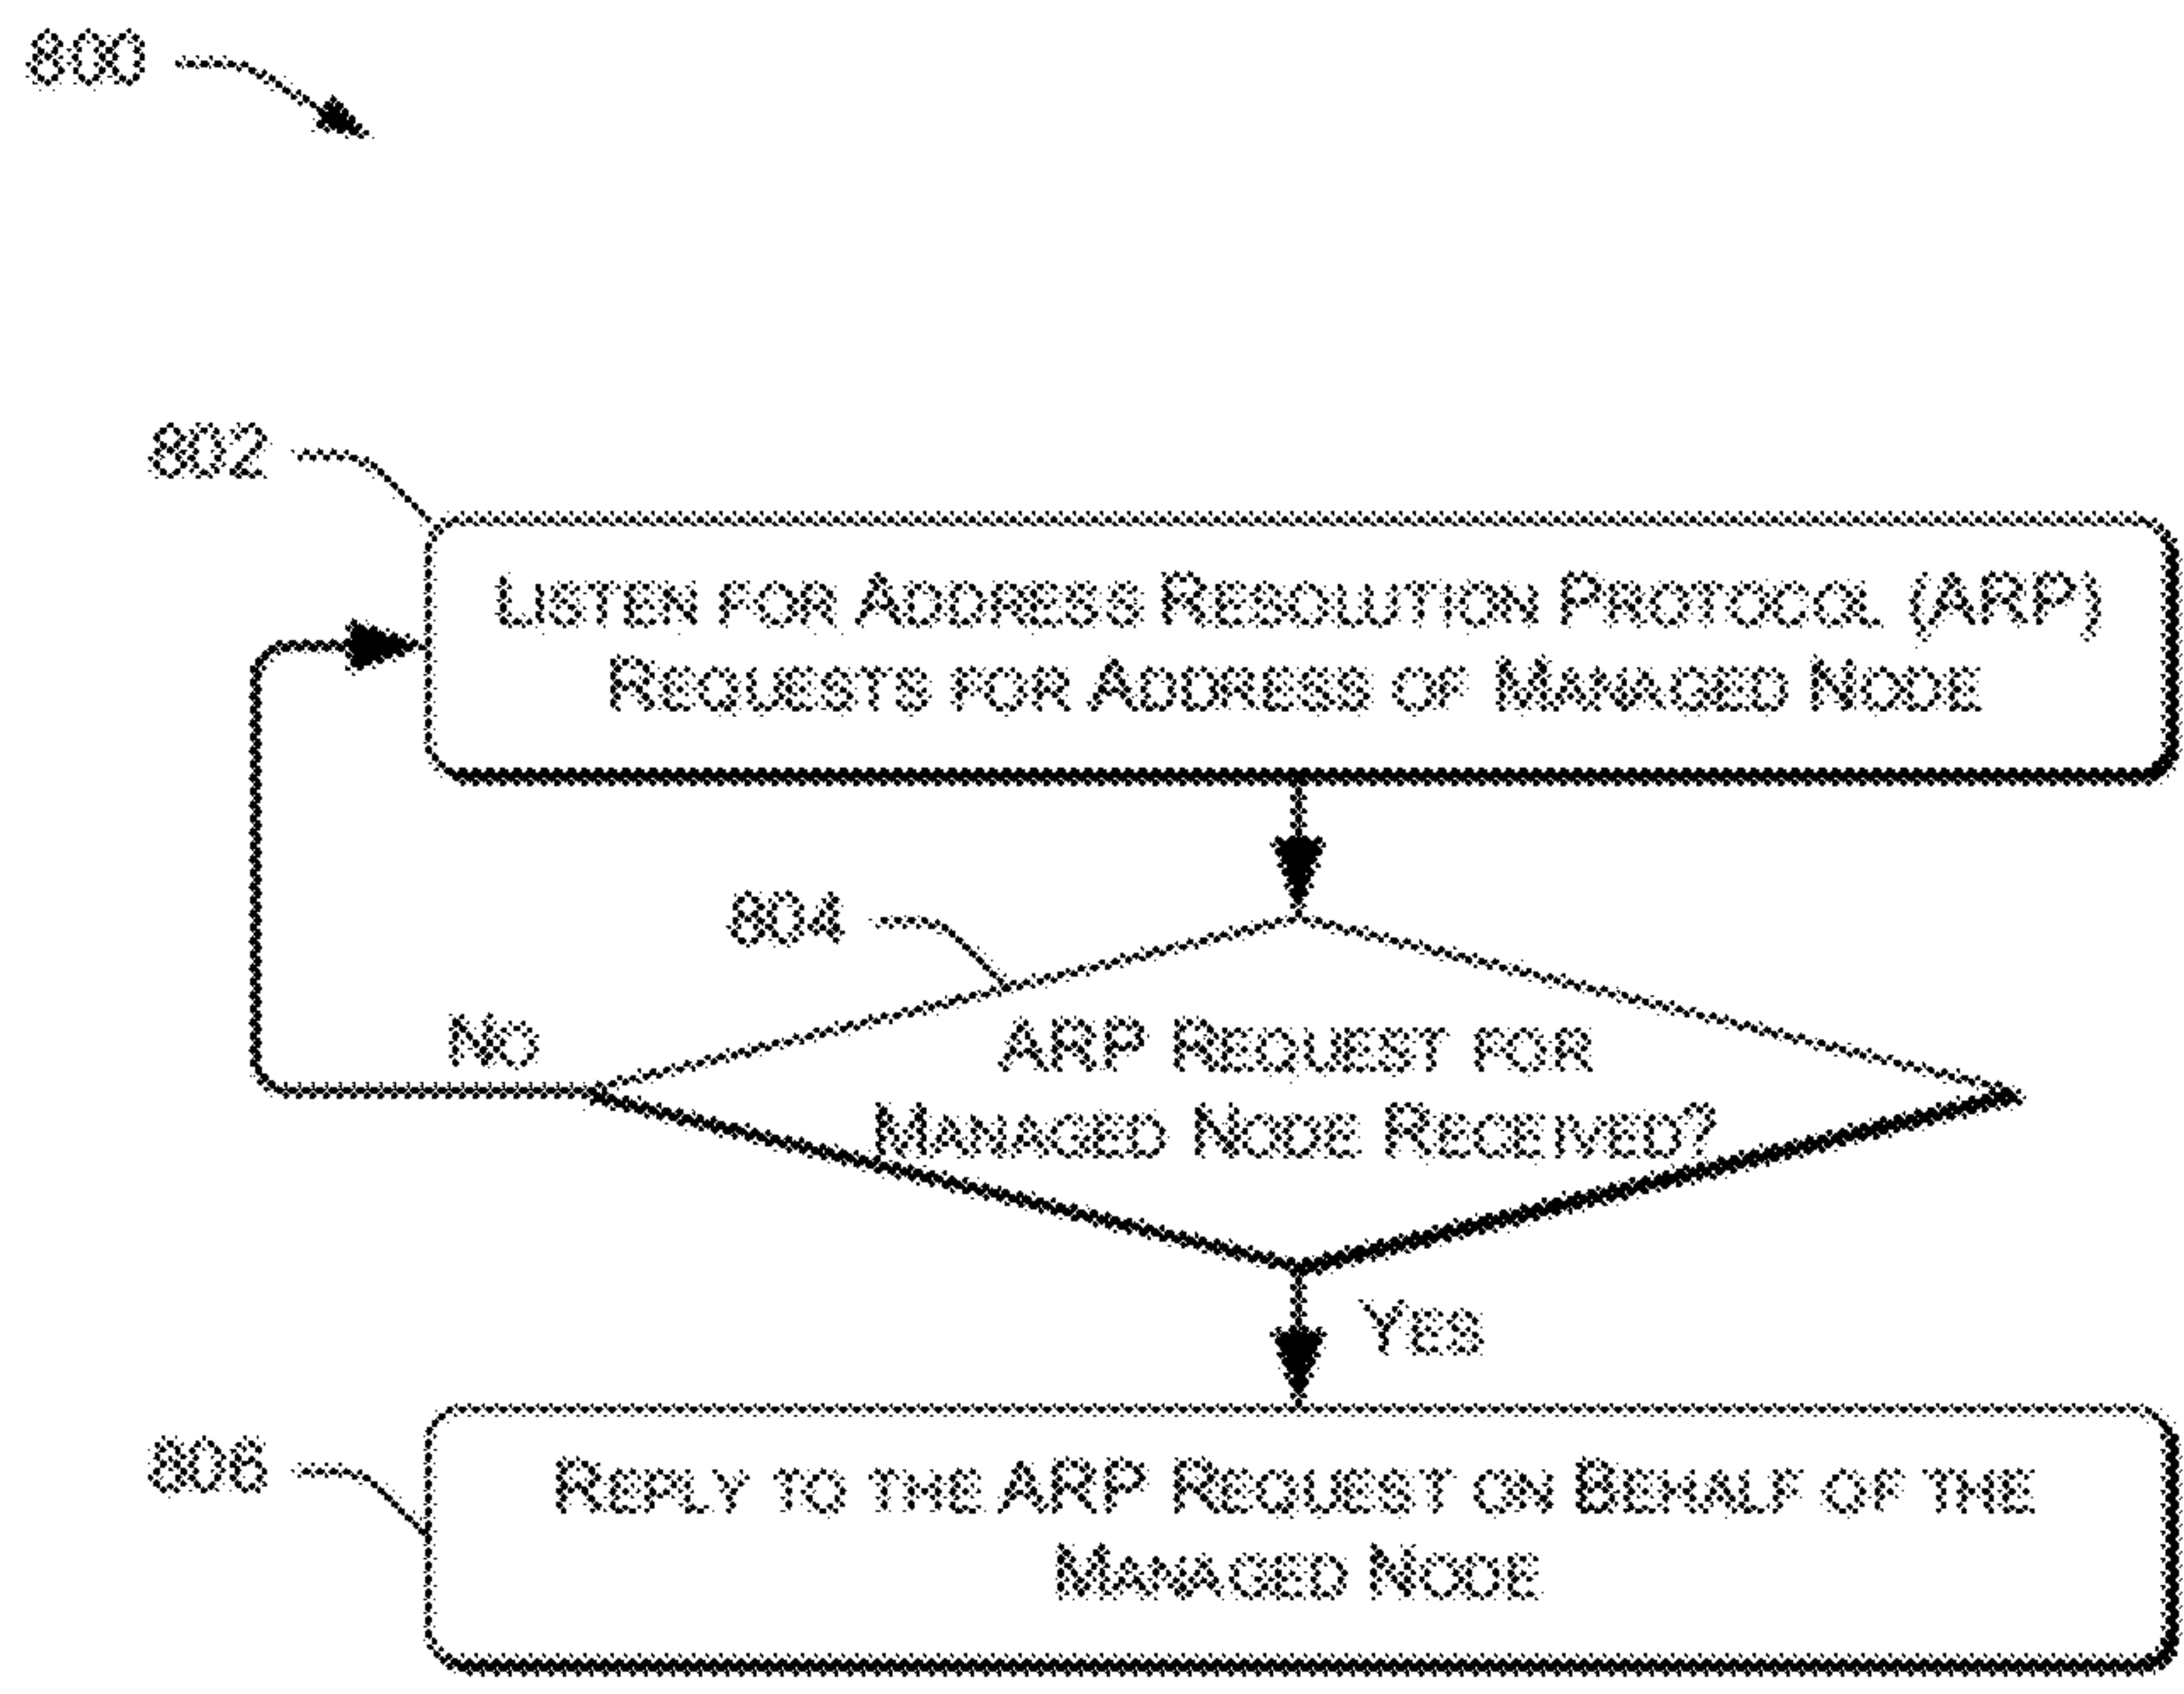 800
802
LISTEN FOR ADDRESS RESOLUTION PROTOCOL (ARP)
REQUESTS FOR ADDRESS OF MANAGED NODE
804
NO
ARP REQUEST FOR
MANAGED NODE RECEIVED?
YES
806
REPLY TO THE ARP REQUEST ON BEHALF OF THE
MANAGED NODE